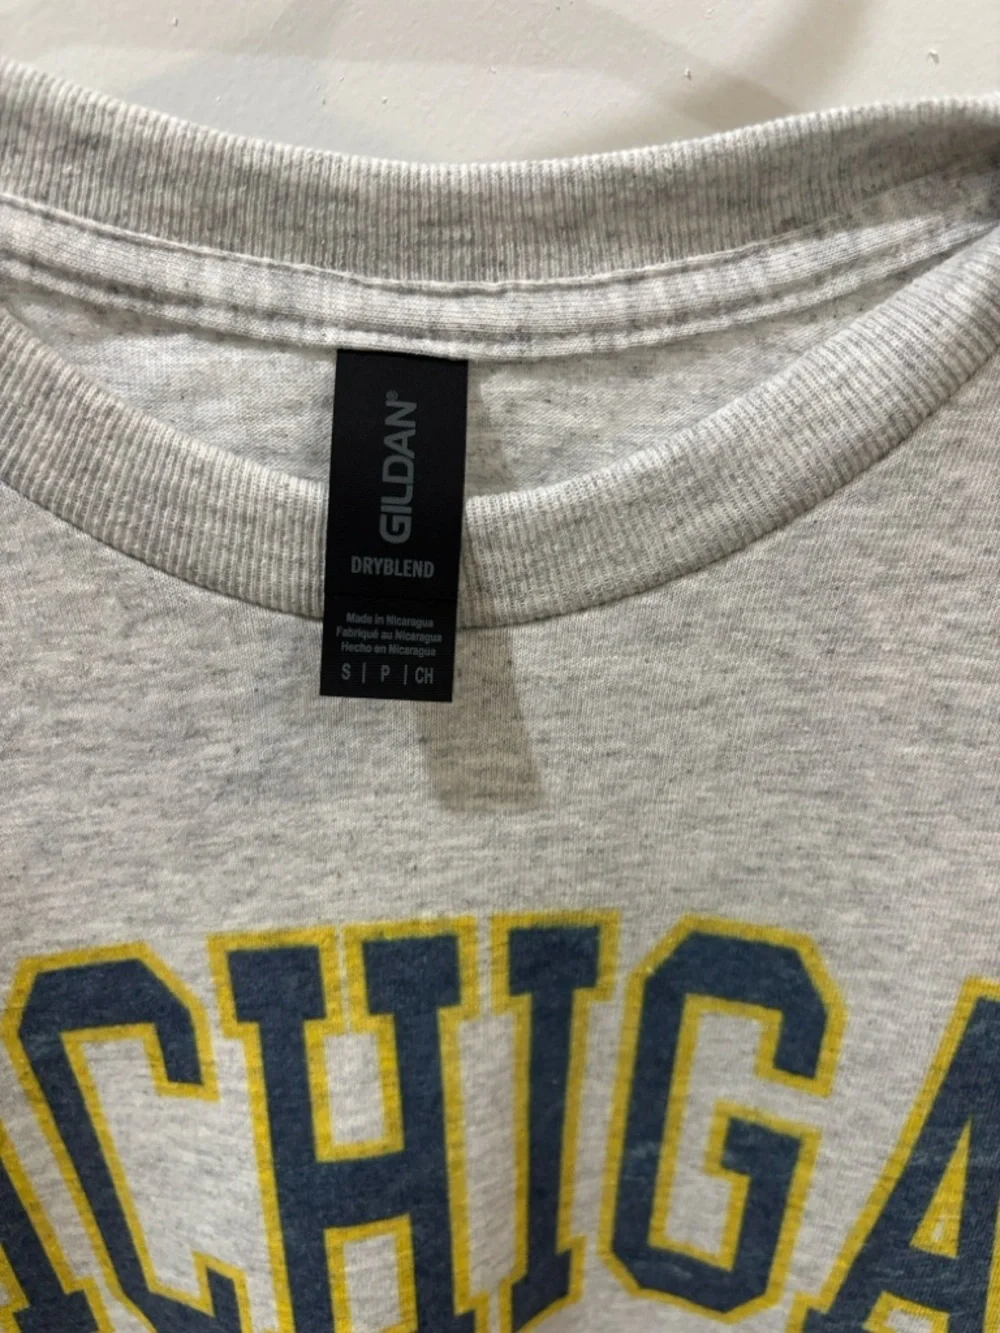 GILDAN®
DRYBLEND
Made in Nicaragua
Fabriqué au Nicaragua
Hecho en Nicaragua
S | P | CH
ICHIGA